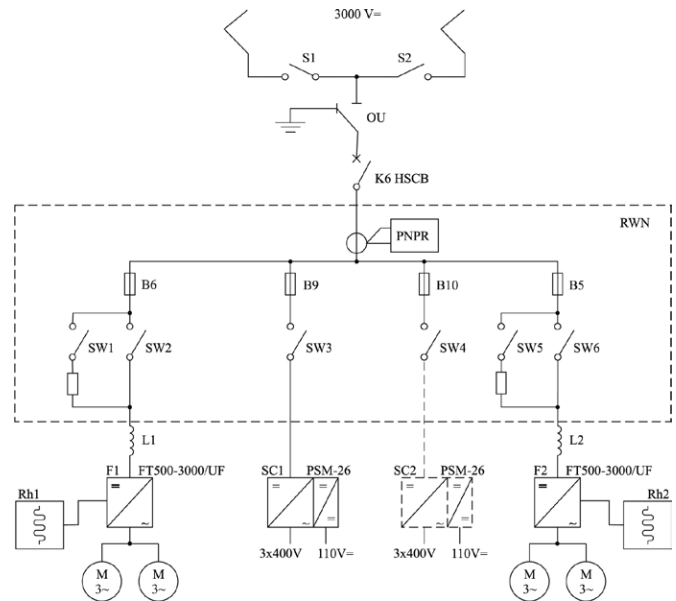 3000 V=
S1
S2
OU
K6 HSCB
RWN
PNPR
B6
B9
B10
B5
SW1
SW2
SW3
SW4
SW5
SW6
L1
L2
F1 FT500-3000/UF
SC1 PSM-26
SC2 PSM-26
F2 FT500-3000/UF
Rh1
Rh2
=
~
=
~
=
=
=
~
=
=
=
~
3x400V
110V=
3x400V
110V=
M
3~
M
3~
M
3~
M
3~